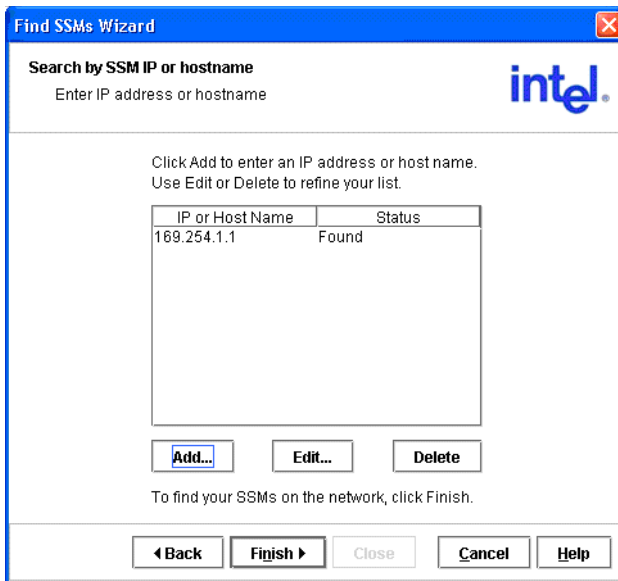 Find SSMs Wizard
Search by SSM IP or hostname
Enter IP address or hostname
intel®
Click Add to enter an IP address or host name.
Use Edit or Delete to refine your list.
IP or Host Name Status
169.254.1.1 Found
Add... Edit... Delete
To find your SSMs on the network, click Finish.
Back Finish Close Cancel Help